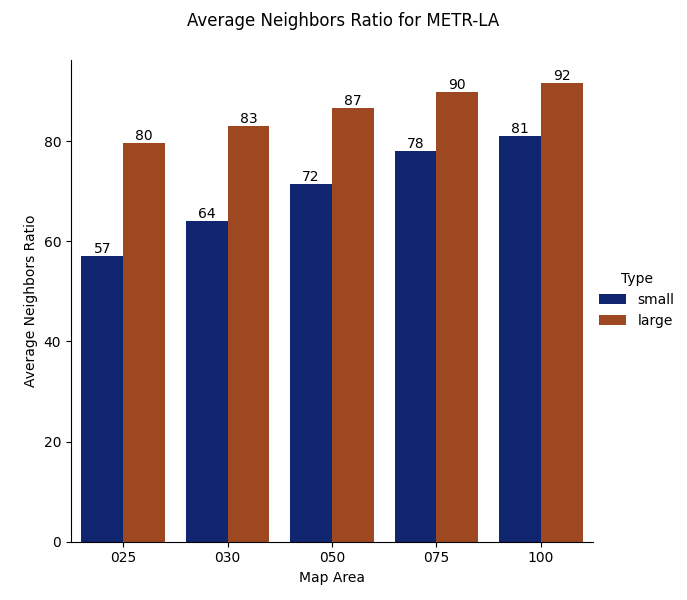 Average Neighbors Ratio for METR-LA
92
90
87
83
80
81
78
72
64
57
80
60
40
20
0
Average Neighbors Ratio
025 030 050 075 100
Map Area
Type
small
large